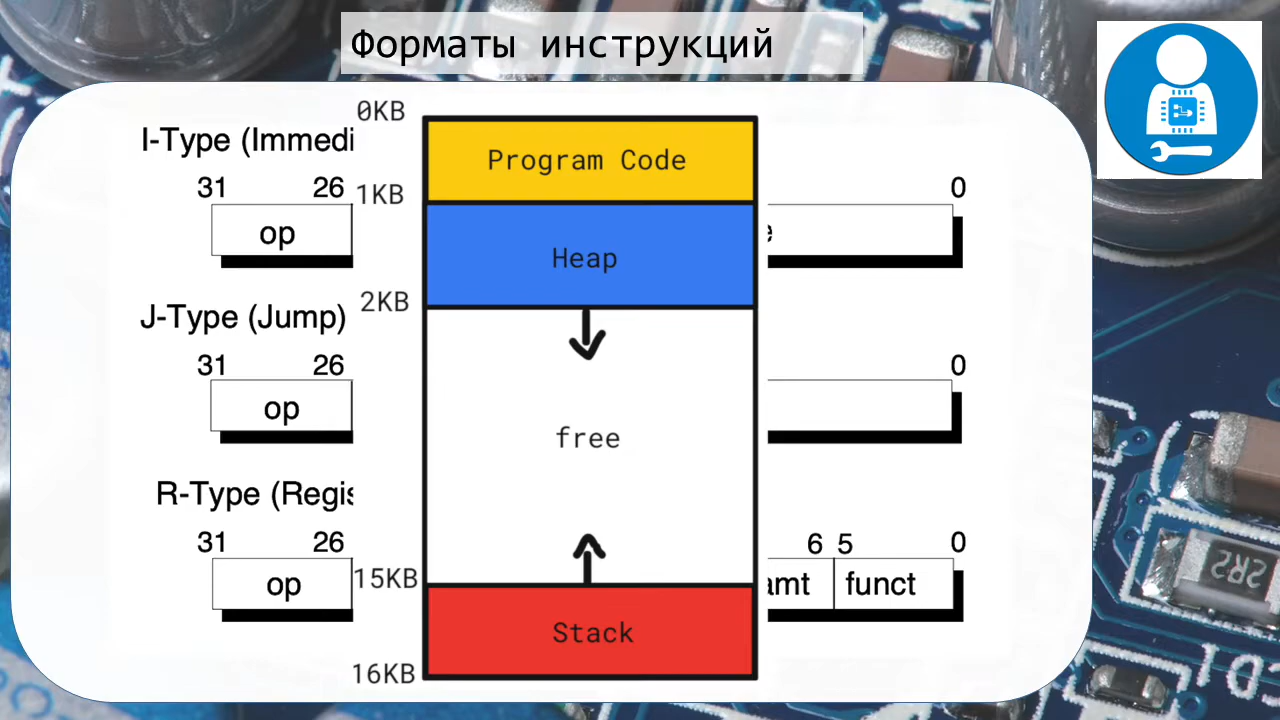 Форматы инструкций
0KB
I-Type (Immedi
Program Code
31 26 1KB 0
op
Heap
2KB
J-Type (Jump)
31 26 0
op
free
R-Type (Regis
31 26 6 5 0
15KB
op amt funct
Stack
16KB
2R2